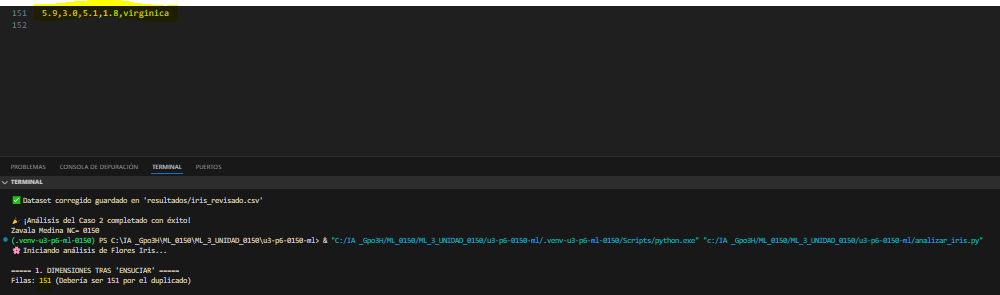 151 5.9,3.0,5.1,1.8,virginica
152
PROBLEMAS CONSOLA DE DEPURACIÓN TERMINAL PUERTOS
TERMINAL
✅ Dataset corregido guardado en 'resultados/iris_revisado.csv'
🎉 ¡Análisis del Caso 2 completado con éxito!
Zavala Medina NC= 0150
(.venv-u3-p6-ml-0150) PS C:\IA _Gpo3H\ML_0150\ML_3_UNIDAD_0150\u3-p6-0150-ml> & "C:/IA _Gpo3H/ML_0150/ML_3_UNIDAD_0150/u3-p6-0150-ml/.venv-u3-p6-ml-0150/Scripts/python.exe" "c:/IA _Gpo3H/ML_0150/ML_3_UNIDAD_0150/u3-p6-0150-ml/analizar_iris.py"
🌸 Iniciando análisis de Flores Iris...
===== 1. DIMENSIONES TRAS 'ENSUCIAR' =====
Filas: 151 (Debería ser 151 por el duplicado)